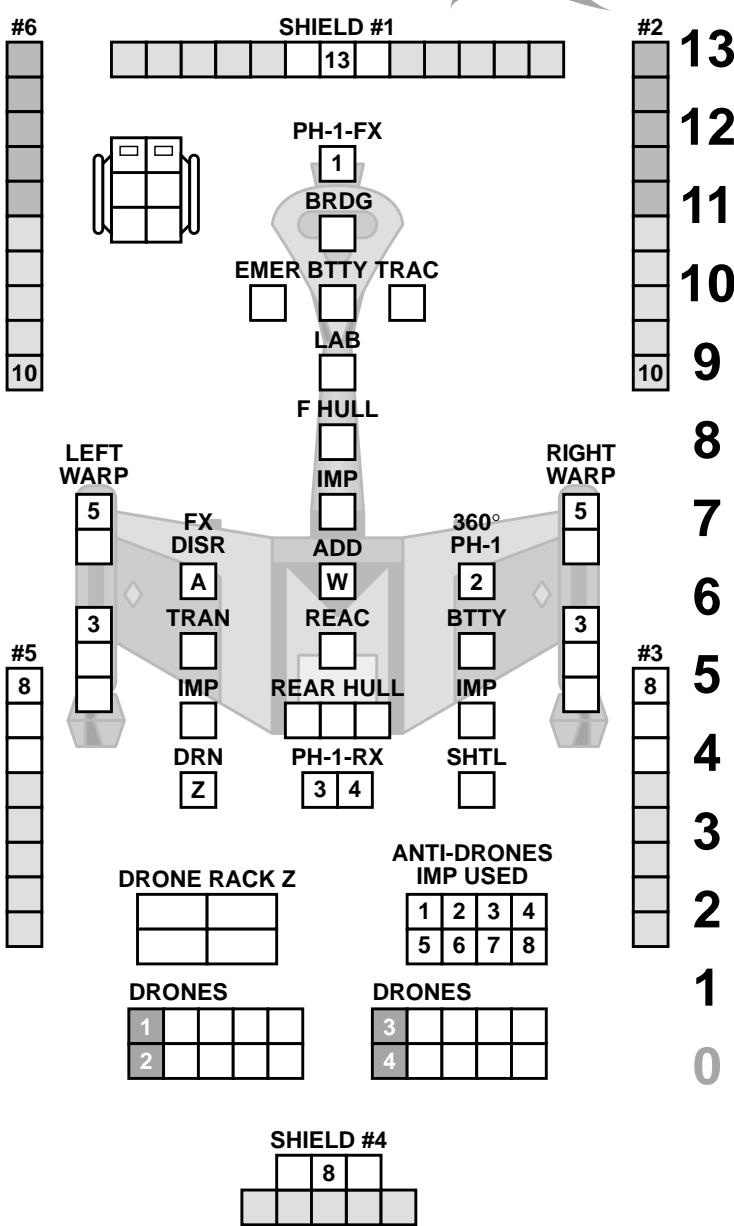 #6 SHIELD #1 #2
13
13
12
PH-1-FX
1
BRDG
11
EMER BTTY TRAC
10
LAB
10 10
9
F HULL
8
LEFT WARP
RIGHT WARP
IMP
5 5
7
FX DISR
ADD
360° PH-1
A W 2
6
TRAN REAC BTTY
3 3
#5 #3
8 8
5
IMP REAR HULL IMP
4
DRN PH-1-RX SHTL
Z 3 4
3
DRONE RACK Z
ANTI-DRONES
IMP USED
1 2 3 4
5 6 7 8
2
DRONES DRONES
1
1 3
2 4
0
SHIELD #4
8